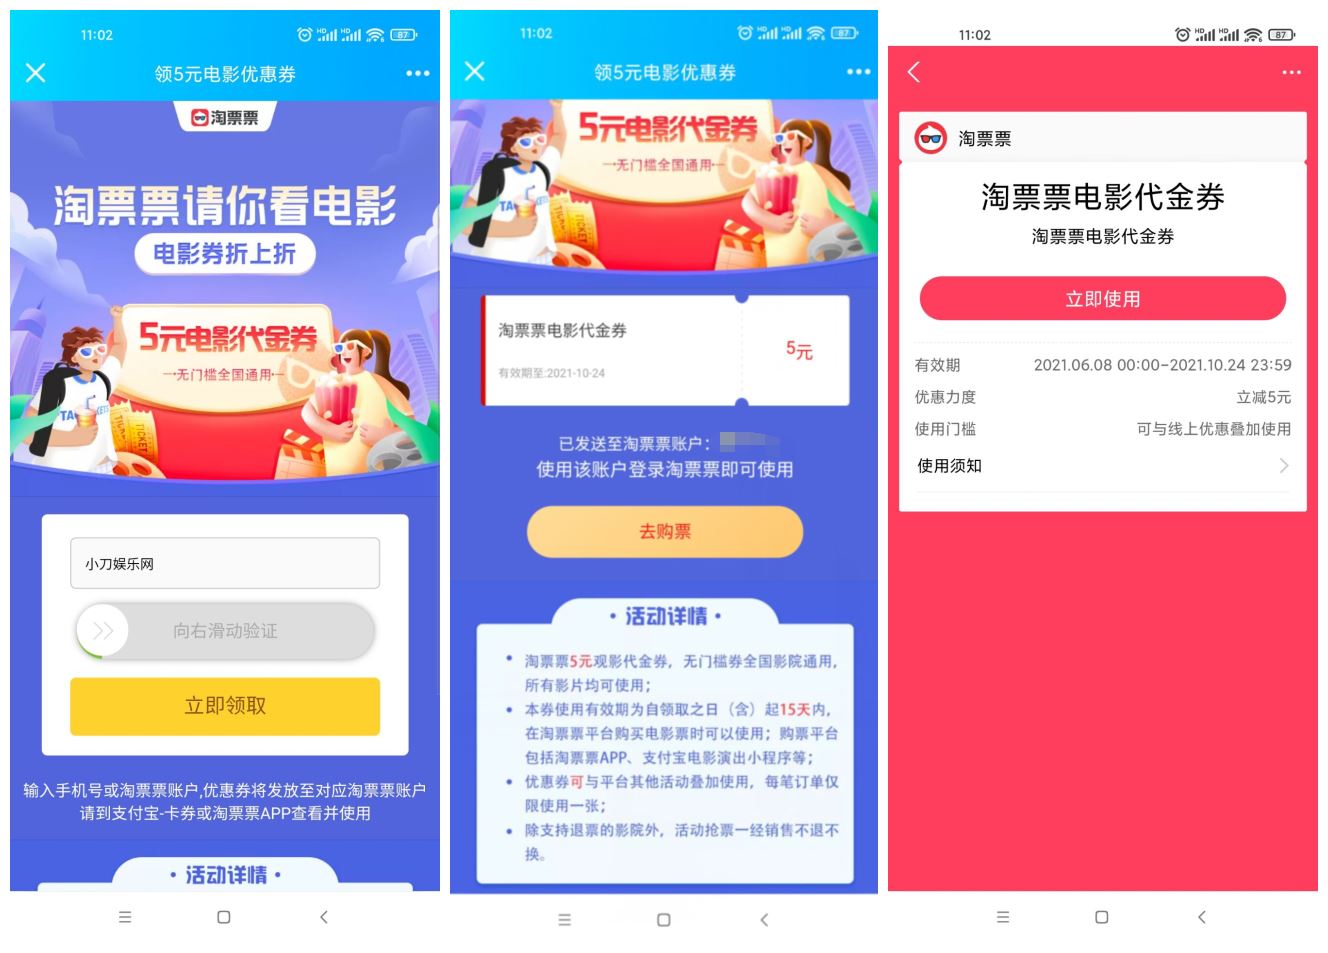 11:02
HD HD 6 87
领5元电影优惠券
淘票票
淘票票请你看电影
电影券折上折
5元电影代金券
无门槛全国通用
TA
KETS
TICKET
小刀娱乐网
向右滑动验证
立即领取
输入手机号或淘票票账户,优惠券将发放至对应淘票票账户
请到支付宝-卡券或淘票票APP查看并使用
·活动详情·
11:02
HD HD 6 87
领5元电影优惠券
5元电影代金券
无门槛全国通用
TA
ETS
TICKET
淘票票电影代金券
5元
有效期至:2021-10-24
已发送至淘票票账户：
使用该账户登录淘票票即可使用
去购票
·活动详情·
• 淘票票5元观影代金券，无门槛券全国影院通用，
所有影片均可使用；
• 本券使用有效期为自领取之日（含）起15天内，
在淘票票平台购买电影票时可以使用；购票平台
包括淘票票APP、支付宝电影演出小程序等；
• 优惠券可与平台其他活动叠加使用，每笔订单仅
限使用一张；
• 除支持退票的影院外，活动抢票一经销售不退不
换。
11:02
HD HD 6 87
淘票票
淘票票电影代金券
淘票票电影代金券
立即使用
有效期 2021.06.08 00:00-2021.10.24 23:59
优惠力度 立减5元
使用门槛 可与线上优惠叠加使用
使用须知